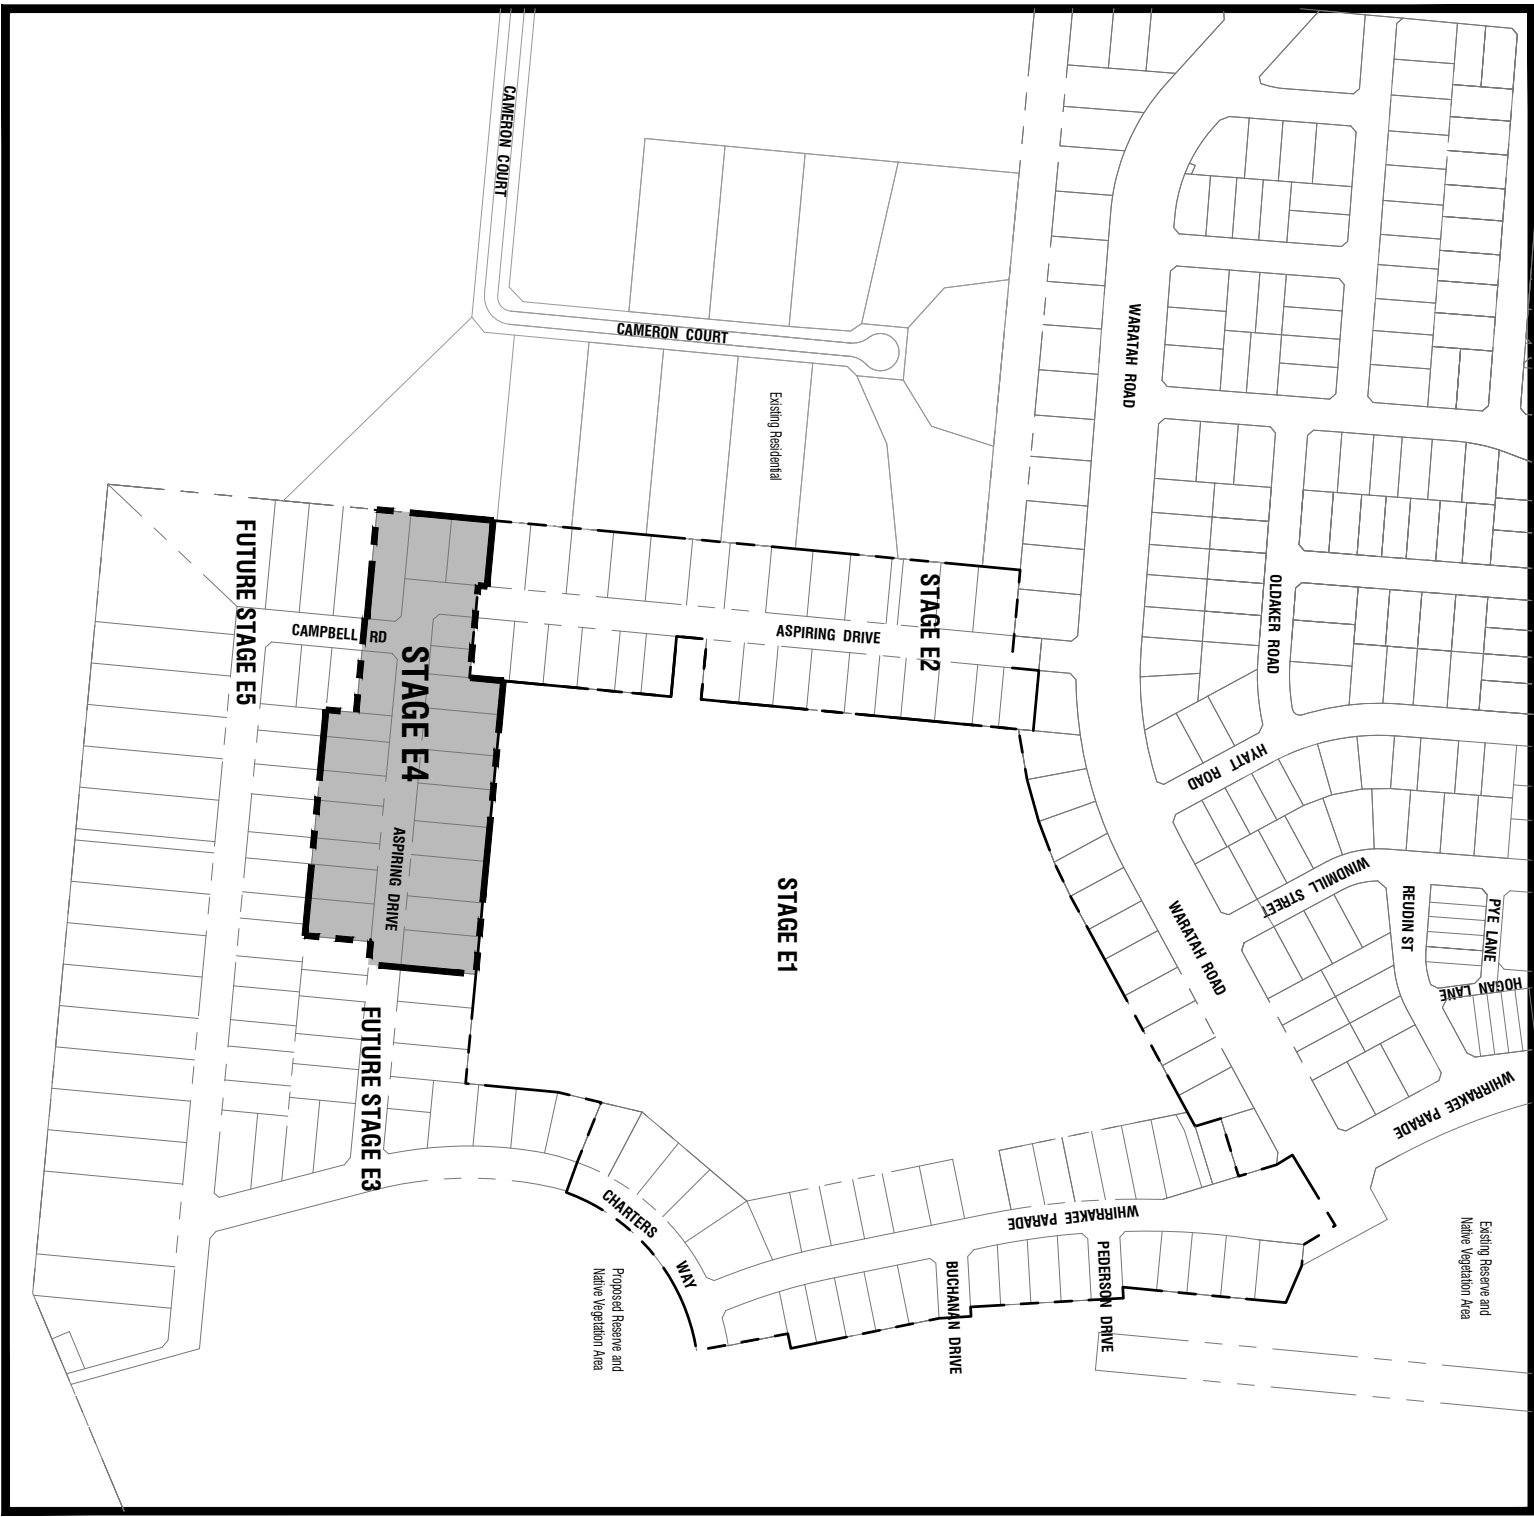 CAMERON COURT
CAMERON COURT
WARATAH ROAD
Existing Residential
FUTURE STAGE E5
CAMPBELL RD
STAGE E4
ASPIRING DRIVE
STAGE E2
ASPIRING DRIVE
OLDAKER ROAD
HYATT ROAD
WINDMILL STREET
REUDIN ST
PYE LANE
HOGAN LANE
WARATAH ROAD
STAGE E1
WHIRRAKEE PARADE
FUTURE STAGE E3
CHARTERS
WAY
WHIRRAKEE PARADE
BUCHANAN DRIVE
PEDERSON DRIVE
Proposed Reserve and
Native Vegetation Area
Existing Reserve and
Native Vegetation Area